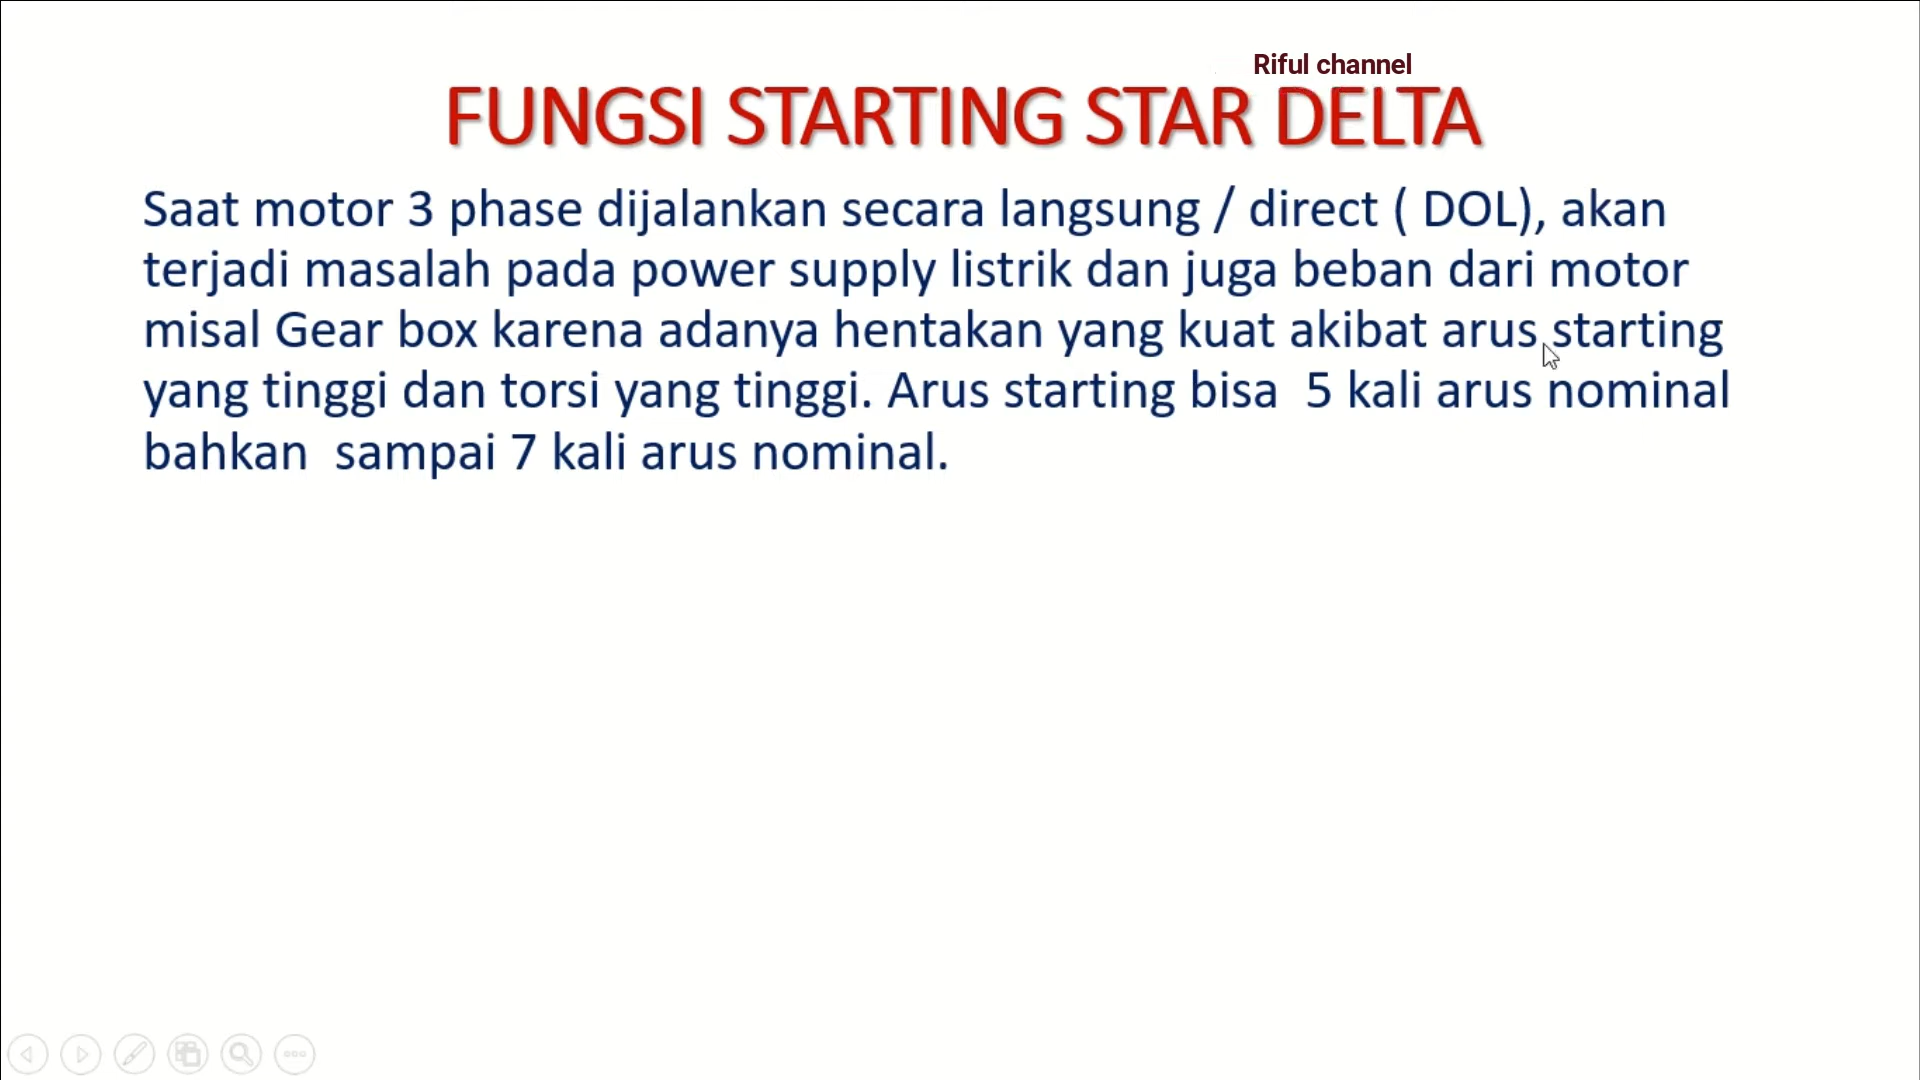 Riful channel
FUNGSI STARTING STAR DELTA
Saat motor 3 phase dijalankan secara langsung / direct ( DOL), akan
terjadi masalah pada power supply listrik dan juga beban dari motor
misal Gear box karena adanya hentakan yang kuat akibat arus starting
yang tinggi dan torsi yang tinggi. Arus starting bisa  5 kali arus nominal
bahkan  sampai 7 kali arus nominal.